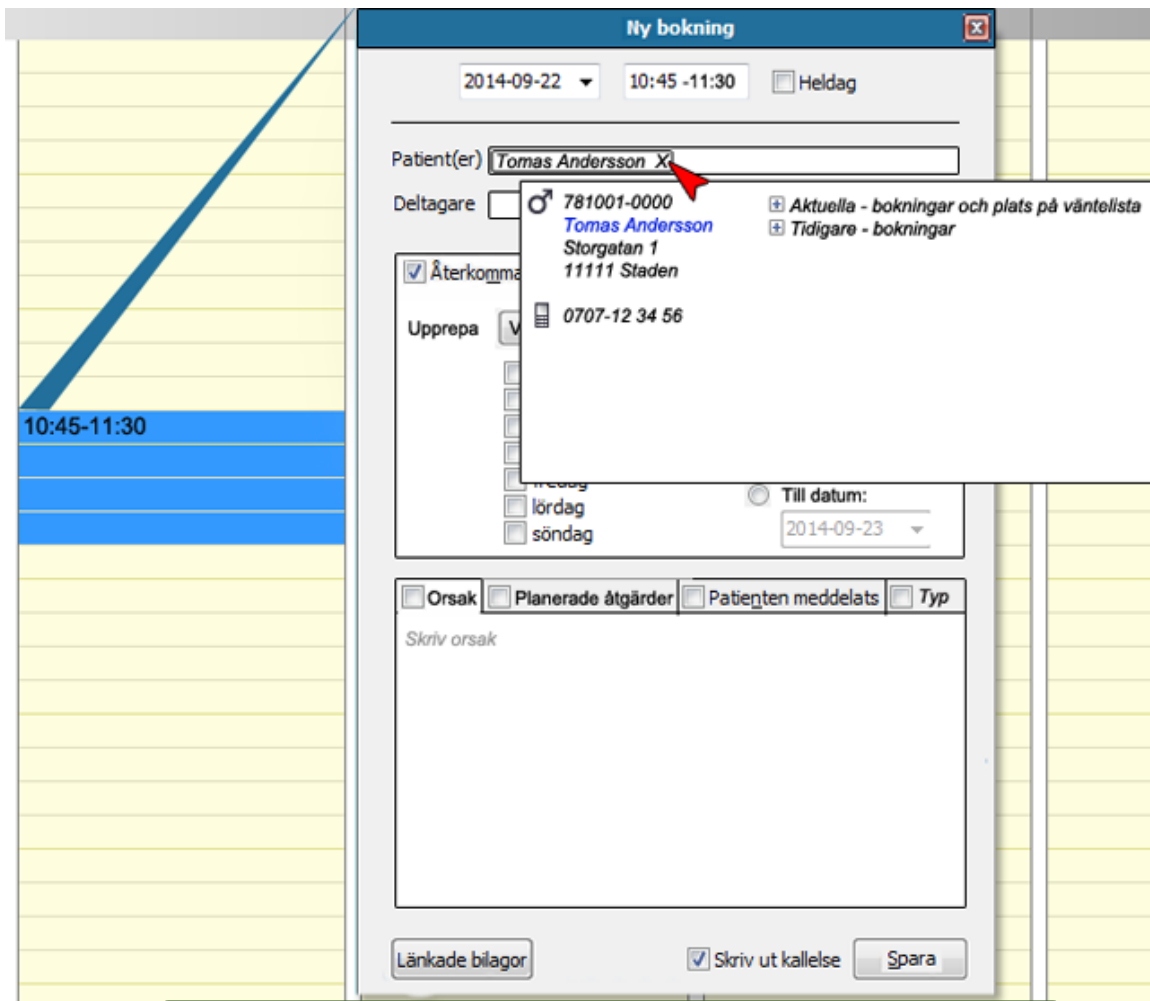 Ny bokning
2014-09-22 10:45 -11:30 Heldag
Patient(er) Tomas Andersson X
Deltagare
781001-0000
Tomas Andersson
Storgatan 1
11111 Staden
0707-12 34 56
Aktuella - bokningar och plats på väntelista
Tidigare - bokningar
Upprepa
lördag
söndag
Till datum:
2014-09-23
10:45-11:30
Orsak Planerade åtgärder Patienten meddelats Typ
Skriv orsak
Länkade bilagor Skriv ut kallelse Spara